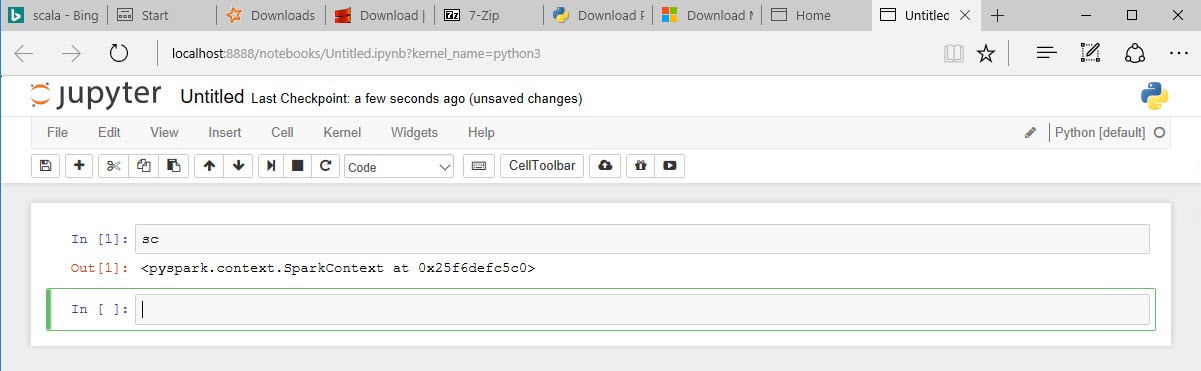 scala - Bing Start Downloads Download | 7-Zip Download P Download M Home Untitled
localhost:8888/notebooks/Untitled.ipynb?kernel_name=python3
jupyter Untitled Last Checkpoint: a few seconds ago (unsaved changes)
File Edit View Insert Cell Kernel Widgets Help Python [default]
Code CellToolbar
In [1]: sc
Out[1]: <pyspark.context.SparkContext at 0x25f6defc5c0>
In [ ]: